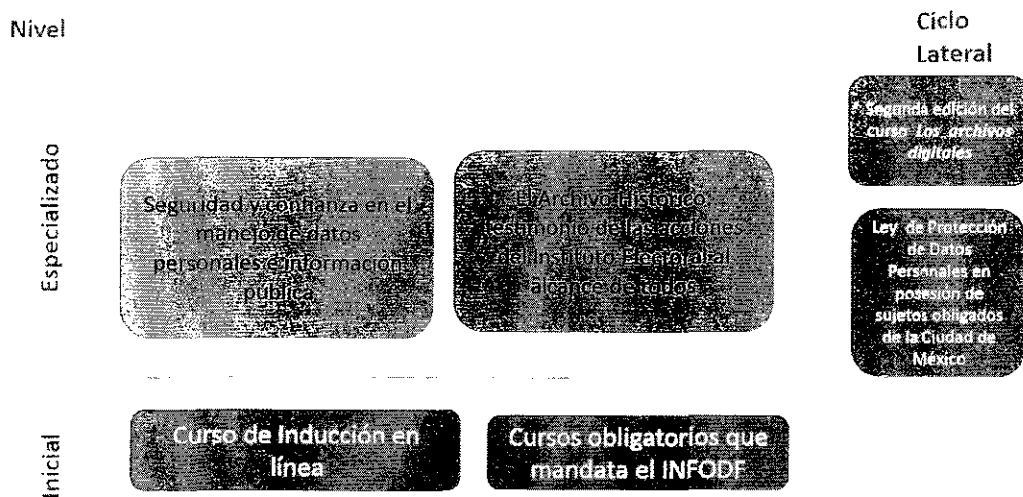 Nivel
Ciclo
Lateral
Especializado
Seguridad y confianza en el
manejo de datos
personales e información
pública
El Archivo Histórico
testimonio de las acciones
del Instituto Electoral al
alcance de todos
* Segunda edición del
curso Los archivos
digitales
Ley de Protección
de Datos
Personales en
posesión de
sujetos obligados
de la Ciudad de
México
Inicial
Curso de Inducción en
línea
Cursos obligatorios que
mandata el INFODF